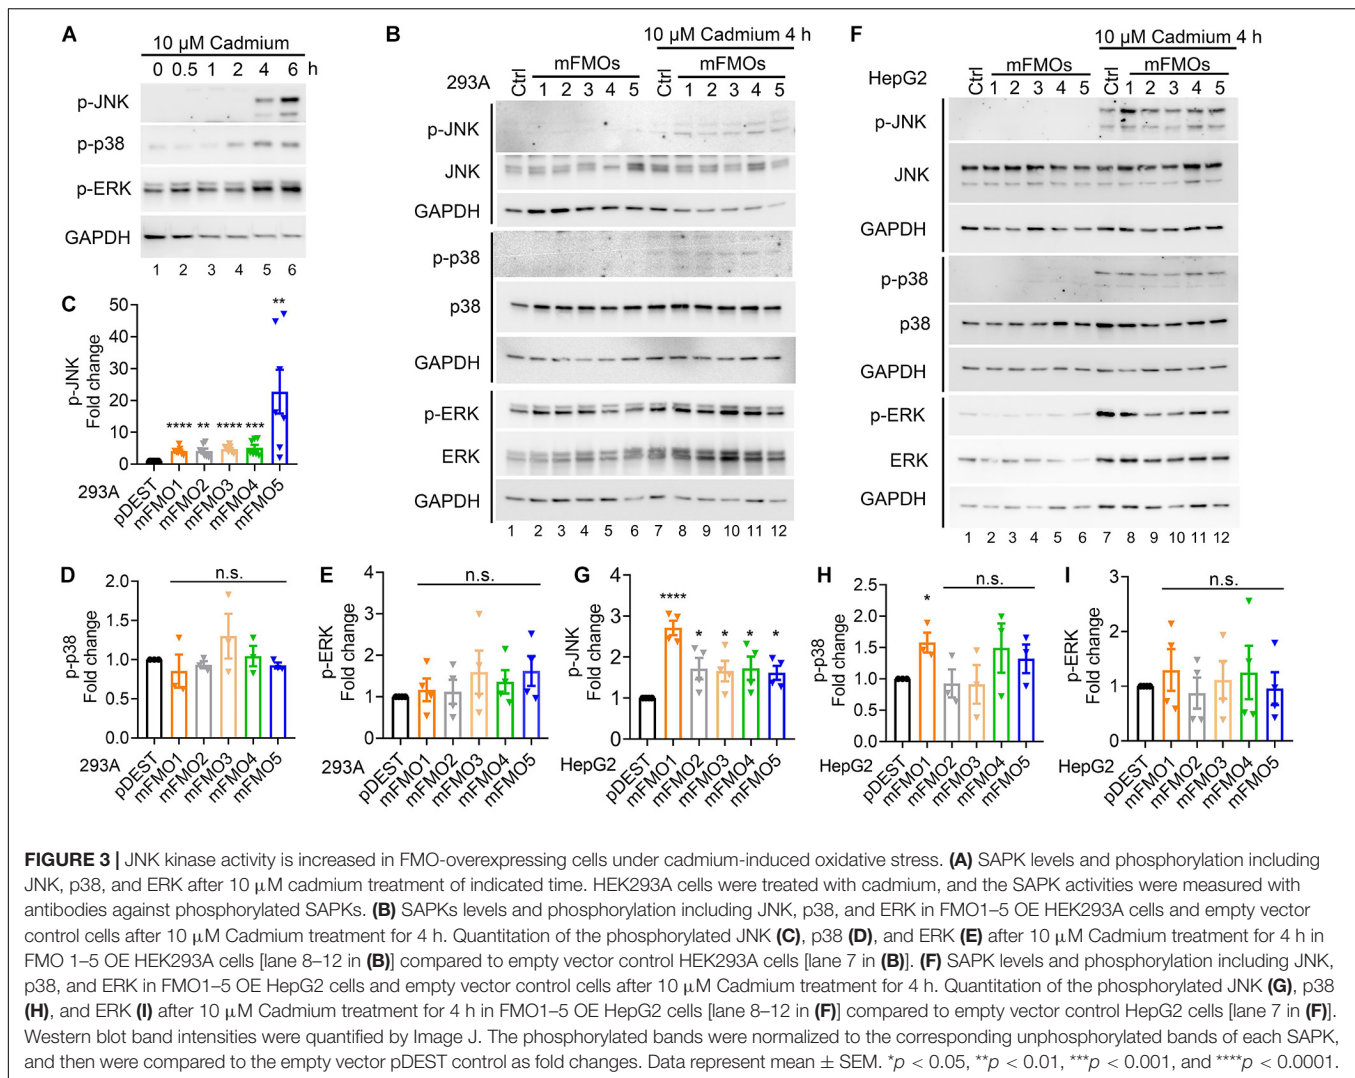 A
10 µM Cadmium
0 0.5 1 2 4 6 h
p-JNK
p-p38
p-ERK
GAPDH
1 2 3 4 5 6
B
10 µM Cadmium 4 h
mFMOs mFMOs
293A Ctrl 1 2 3 4 5 Ctrl 1 2 3 4 5
p-JNK
JNK
GAPDH
p-p38
p38
GAPDH
p-ERK
ERK
GAPDH
1 2 3 4 5 6 7 8 9 10 11 12
F
10 µM Cadmium 4 h
mFMOs mFMOs
HepG2 Ctrl 1 2 3 4 5 Ctrl 1 2 3 4 5
p-JNK
JNK
GAPDH
p-p38
p38
GAPDH
p-ERK
ERK
GAPDH
1 2 3 4 5 6 7 8 9 10 11 12
C
p-JNK
Fold change
50
40
30
20
10
0
**** ** **** *** **
293A
pDEST mFMO1 mFMO2 mFMO3 mFMO4 mFMO5
D
p-p38
Fold change
2.0
1.5
1.0
0.5
0.0
n.s.
293A
pDEST mFMO1 mFMO2 mFMO3 mFMO4 mFMO5
E
p-ERK
Fold change
4
3
2
1
0
n.s.
293A
pDEST mFMO1 mFMO2 mFMO3 mFMO4 mFMO5
G
p-JNK
Fold change
4
3
2
1
0
**** * * * *
HepG2
pDEST mFMO1 mFMO2 mFMO3 mFMO4 mFMO5
H
p-p38
Fold change
2.5
2.0
1.5
1.0
0.5
0.0
* n.s.
HepG2
pDEST mFMO1 mFMO2 mFMO3 mFMO4 mFMO5
I
p-ERK
Fold change
3
2
1
0
n.s.
HepG2
pDEST mFMO1 mFMO2 mFMO3 mFMO4 mFMO5
FIGURE 3 | JNK kinase activity is increased in FMO-overexpressing cells under cadmium-induced oxidative stress. (A) SAPK levels and phosphorylation including
JNK, p38, and ERK after 10 µM cadmium treatment of indicated time. HEK293A cells were treated with cadmium, and the SAPK activities were measured with
antibodies against phosphorylated SAPKs. (B) SAPKs levels and phosphorylation including JNK, p38, and ERK in FMO1–5 OE HEK293A cells and empty vector
control cells after 10 µM Cadmium treatment for 4 h. Quantitation of the phosphorylated JNK (C), p38 (D), and ERK (E) after 10 µM Cadmium treatment for 4 h in
FMO 1–5 OE HEK293A cells [lane 8–12 in (B)] compared to empty vector control HEK293A cells [lane 7 in (B)]. (F) SAPK levels and phosphorylation including JNK,
p38, and ERK in FMO1–5 OE HepG2 cells and empty vector control cells after 10 µM Cadmium treatment for 4 h. Quantitation of the phosphorylated JNK (G), p38
(H), and ERK (I) after 10 µM Cadmium treatment for 4 h in FMO1–5 OE HepG2 cells [lane 8–12 in (F)] compared to empty vector control HepG2 cells [lane 7 in (F)].
Western blot band intensities were quantified by Image J. The phosphorylated bands were normalized to the corresponding unphosphorylated bands of each SAPK,
and then were compared to the empty vector pDEST control as fold changes. Data represent mean ± SEM. *p < 0.05, **p < 0.01, ***p < 0.001, and ****p < 0.0001.